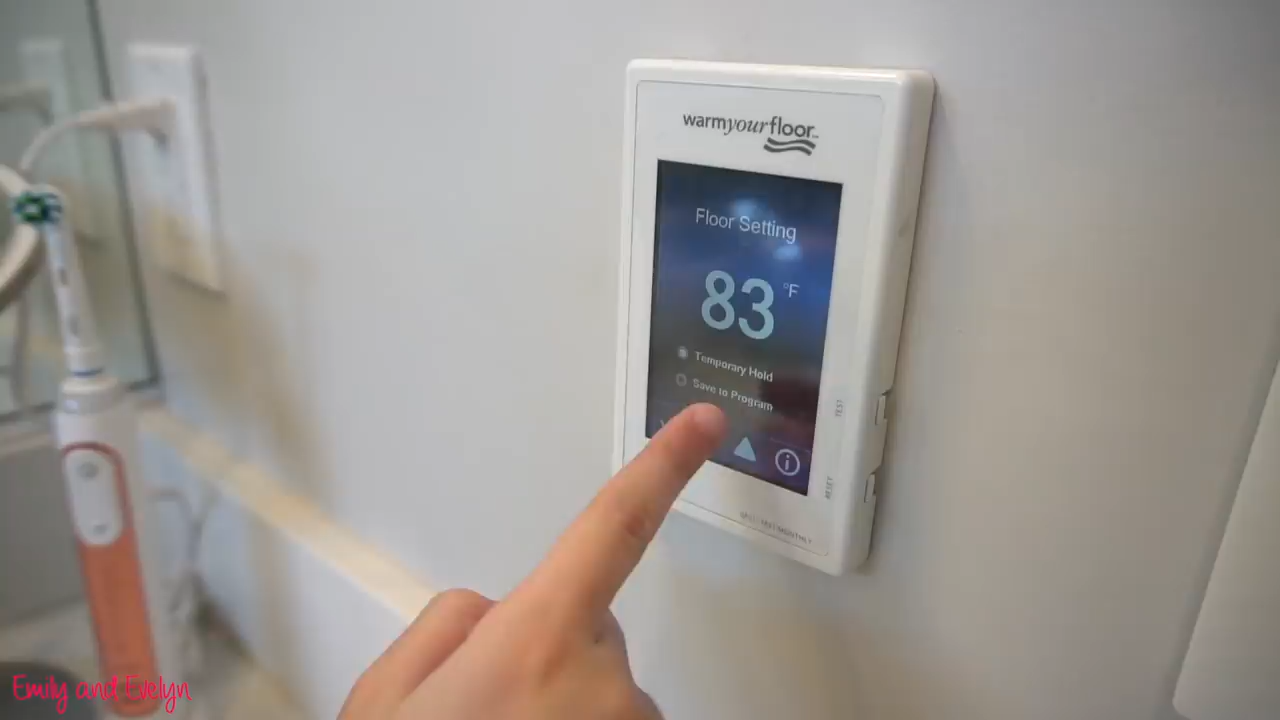 warmyourfloor
Floor Setting
83 °F
Temporary Hold
Save to Program
TEST
RESET
Emily and Evelyn